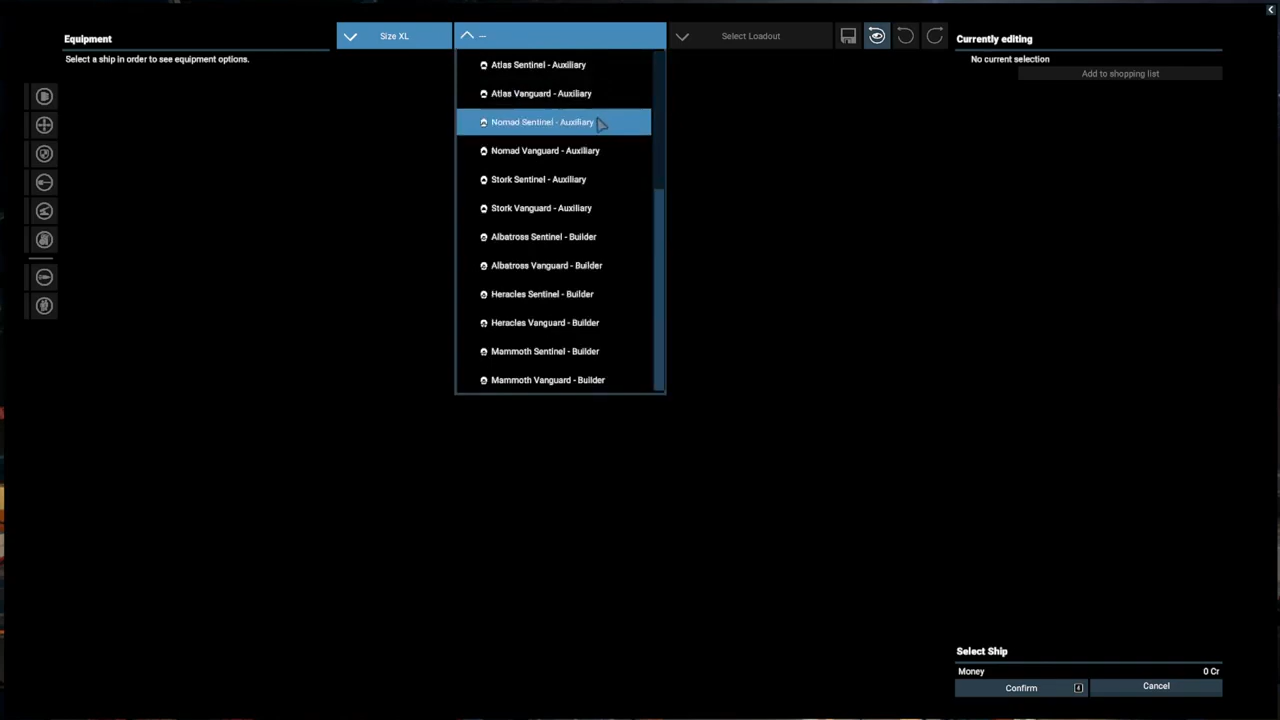 Equipment
Select a ship in order to see equipment options.
Size XL
–
Select Loadout
Currently editing
No current selection
Add to shopping list
Atlas Sentinel - Auxiliary
Atlas Vanguard - Auxiliary
Nomad Sentinel - Auxiliary
Nomad Vanguard - Auxiliary
Stork Sentinel - Auxiliary
Stork Vanguard - Auxiliary
Albatross Sentinel - Builder
Albatross Vanguard - Builder
Heracles Sentinel - Builder
Heracles Vanguard - Builder
Mammoth Sentinel - Builder
Mammoth Vanguard - Builder
Select Ship
Money 0 Cr
Confirm
Cancel